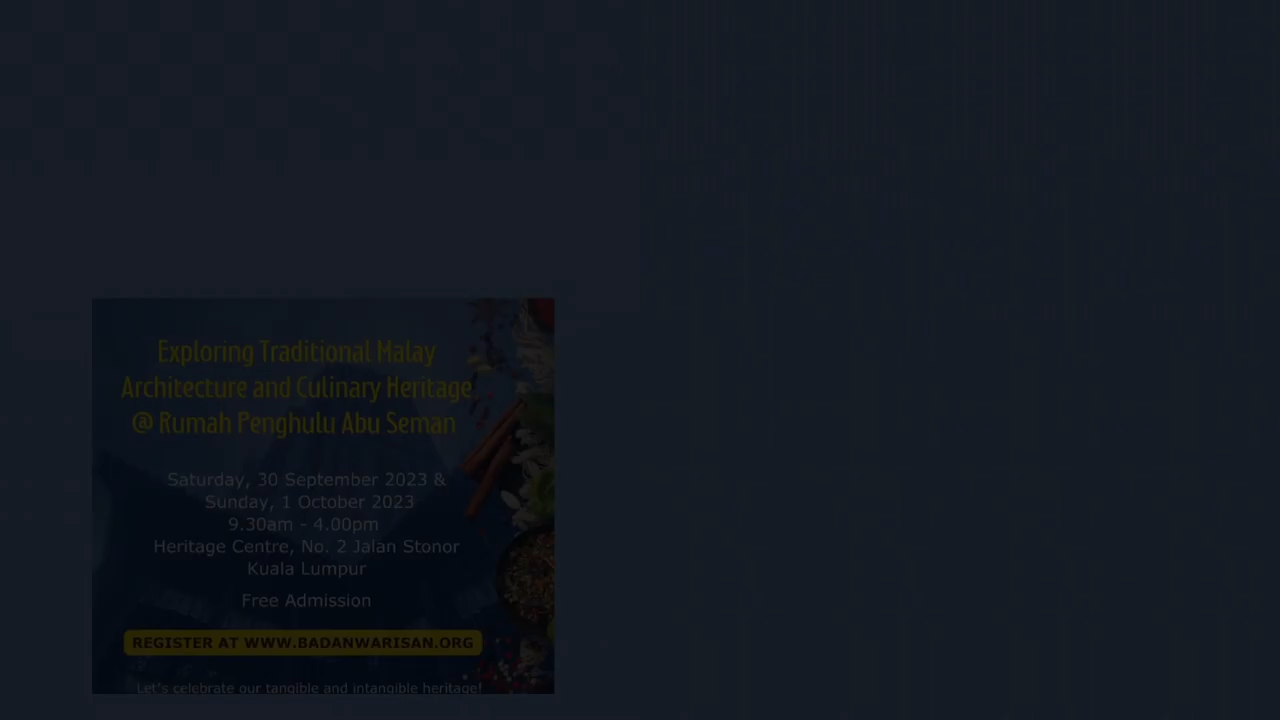 Exploring Traditional Malay
Architecture and Culinary Heritage
@ Rumah Penghulu Abu Seman
Saturday, 30 September 2023 &
Sunday, 1 October 2023
9.30am - 4.00pm
Heritage Centre, No. 2 Jalan Stonor
Kuala Lumpur
Free Admission
REGISTER AT WWW.BADANWARISAN.ORG
Let's celebrate our tangible and intangible heritage!